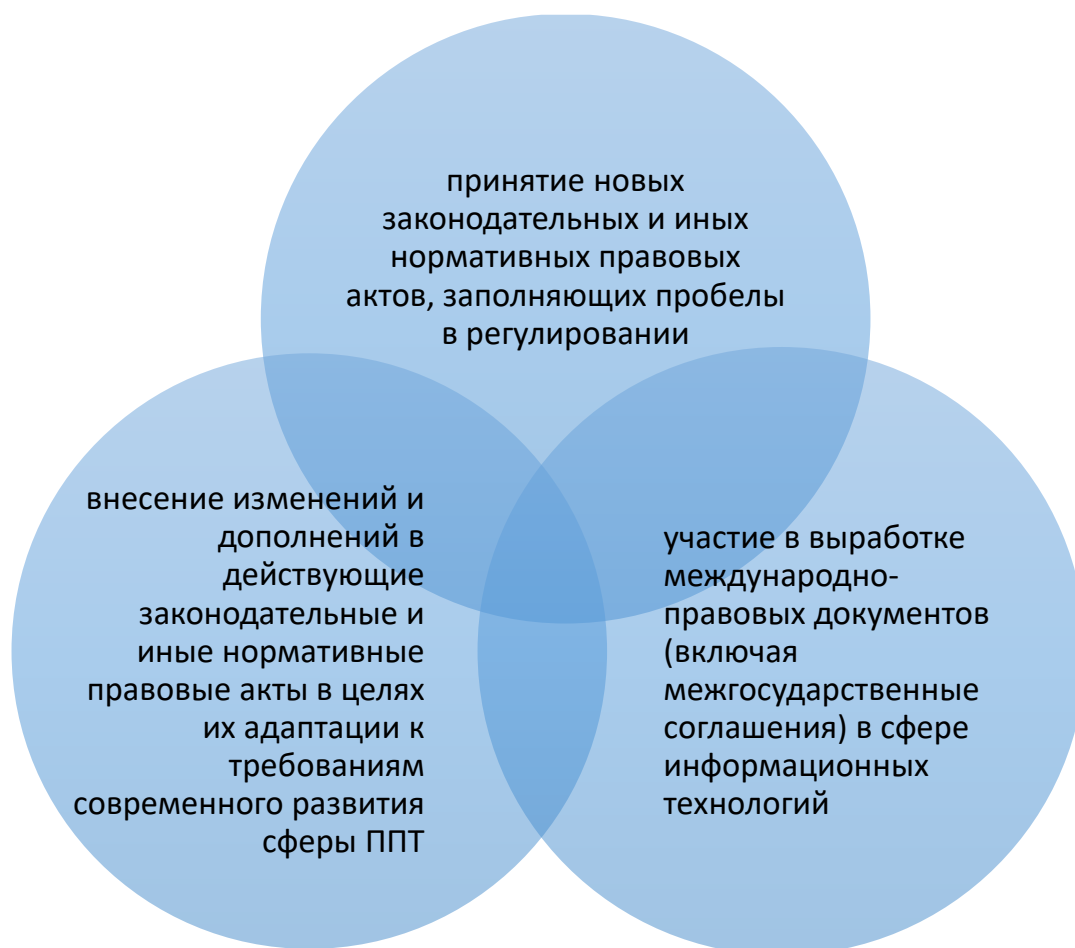 принятие новых
законодательных и иных
нормативных правовых
актов, заполняющих пробелы
в регулировании
внесение изменений и
дополнений в
действующие
законодательные и
иные нормативные
правовые акты в целях
их адаптации к
требованиям
современного развития
сферы ППТ
участие в выработке
международно-
правовых документов
(включая
межгосударственные
соглашения) в сфере
информационных
технологий